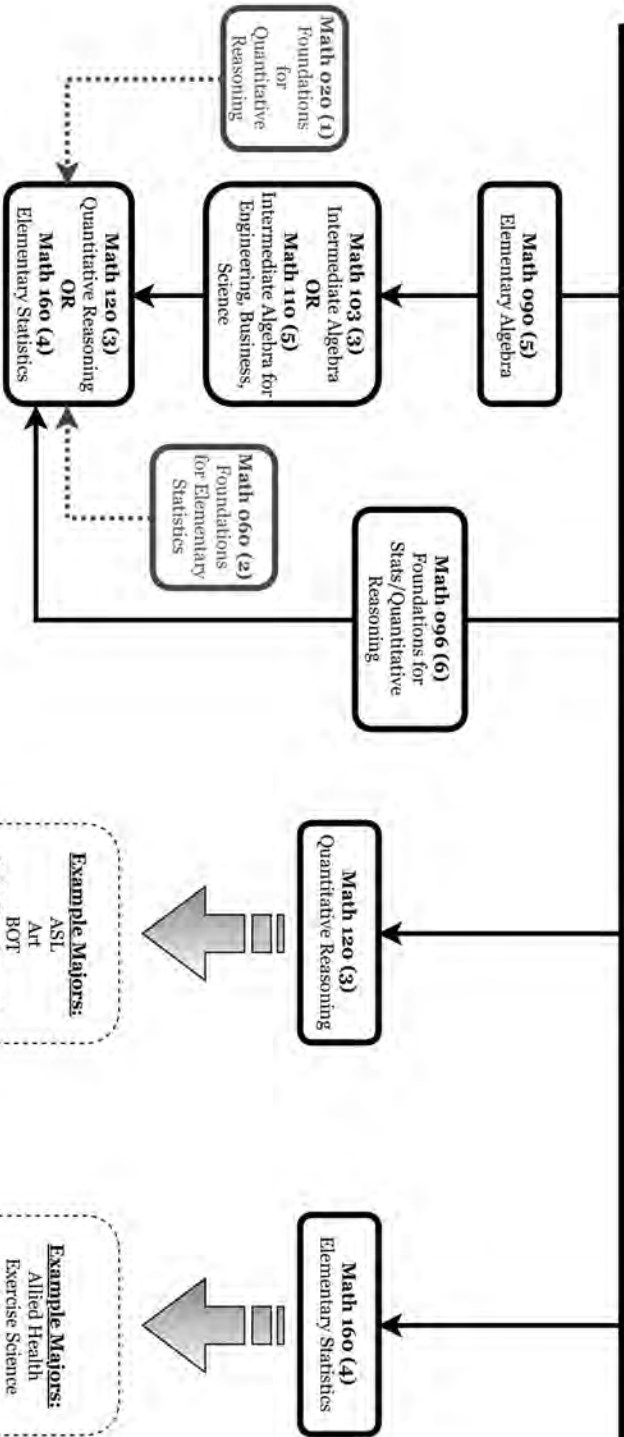 Math 090 (5)
Elementary Algebra
Math 103 (3)
Intermediate Algebra
OR
Math 110 (5)
Intermediate Algebra for
Engineering, Business,
Science
Math 020 (1)
Foundations
for
Quantitative
Reasoning
Math 120 (3)
Quantitative Reasoning
OR
Math 160 (4)
Elementary Statistics
Math 060 (2)
Foundations
for Elementary
Statistics
Math 096 (6)
Foundations for
Stats/Quantitative
Reasoning
Math 120 (3)
Quantitative Reasoning
Example Majors:
ASL
Art
BOT
Math 160 (4)
Elementary Statistics
Example Majors:
Allied Health
Exercise Science